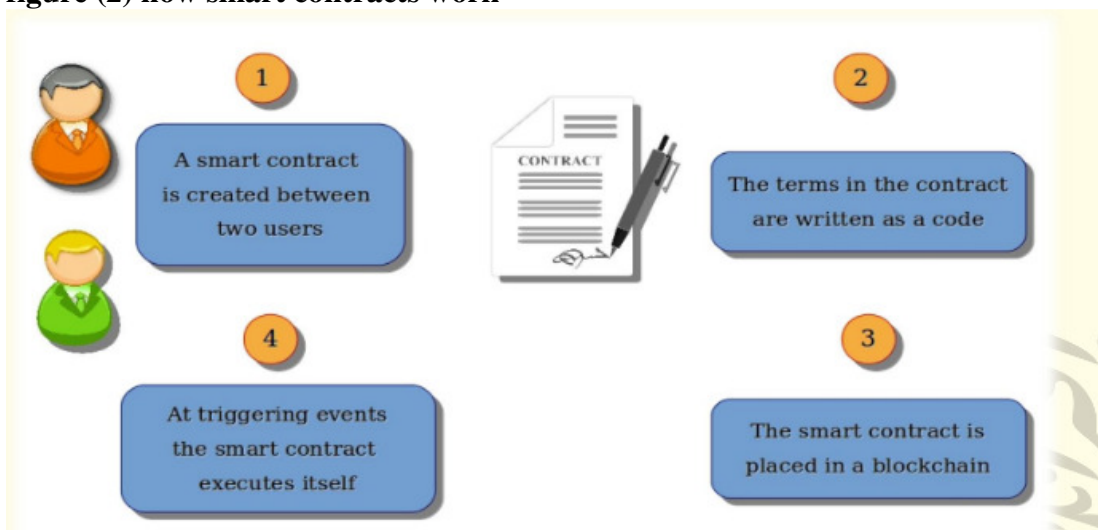 figure (2) how smart contracts work
1
A smart contract
is created between
two users
CONTRACT
2
The terms in the contract
are written as a code
3
The smart contract is
placed in a blockchain
4
At triggering events
the smart contract
executes itself